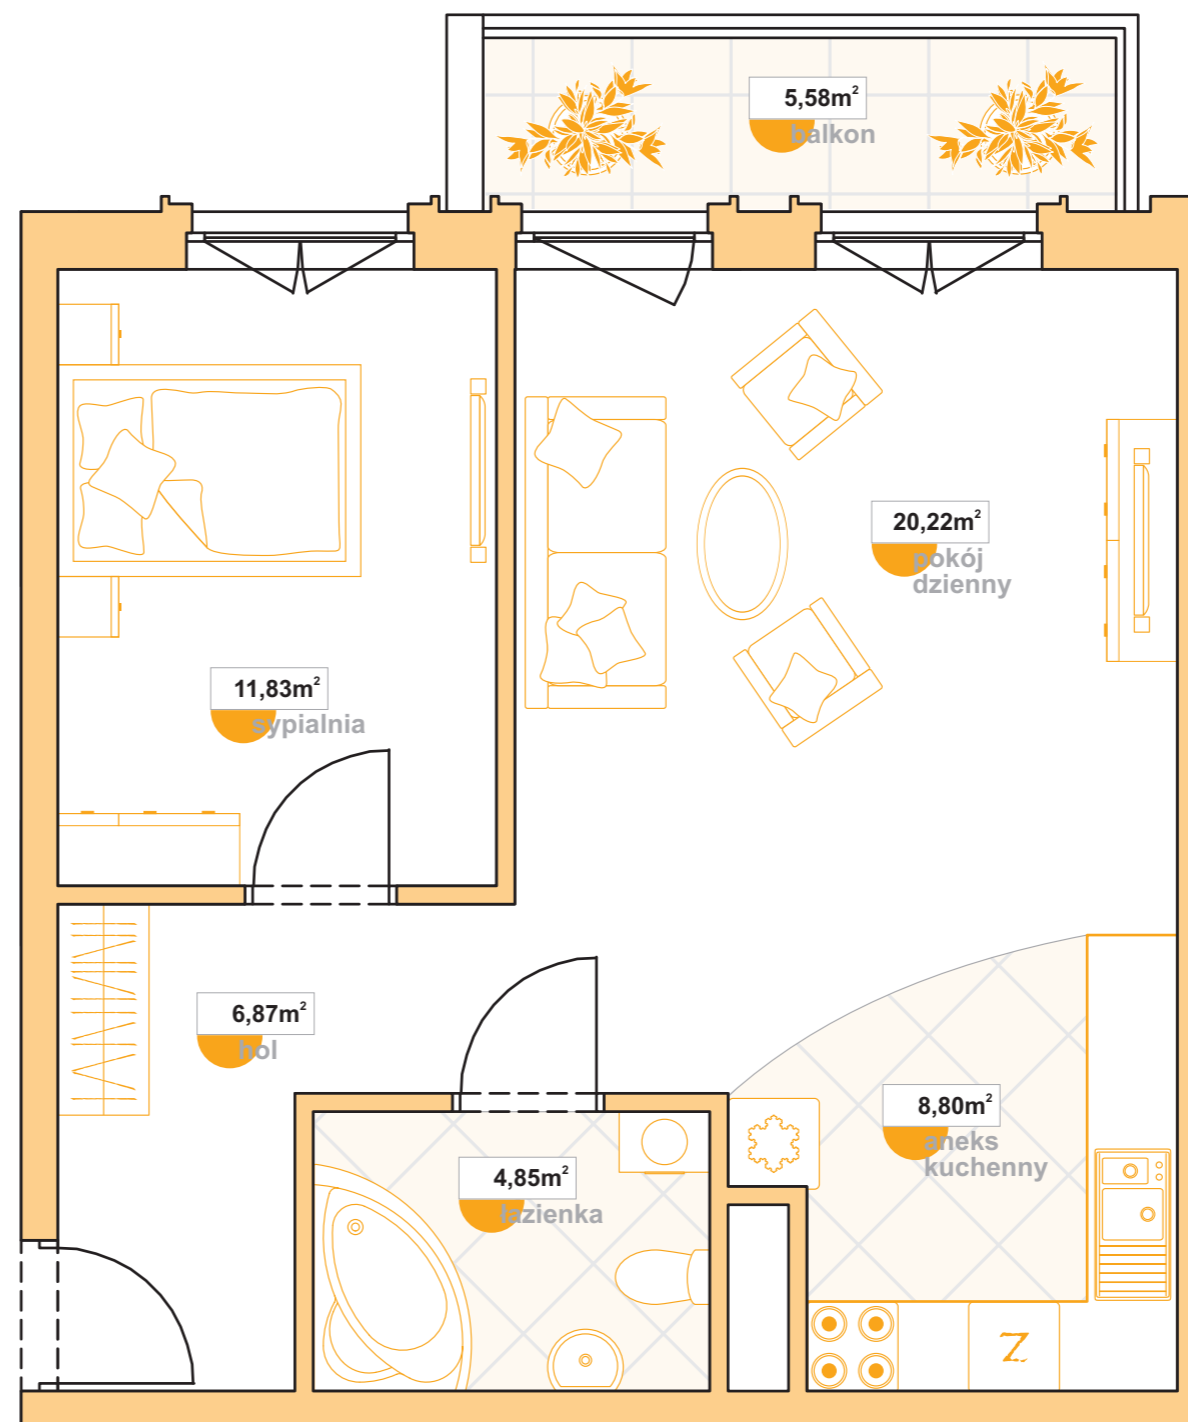 5,58m²
balkon
20,22m²
pokój
dzienny
11,83m²
sypialnia
6,87m²
hol
8,80m²
aneks
kuchenny
4,85m²
łazienka
Z